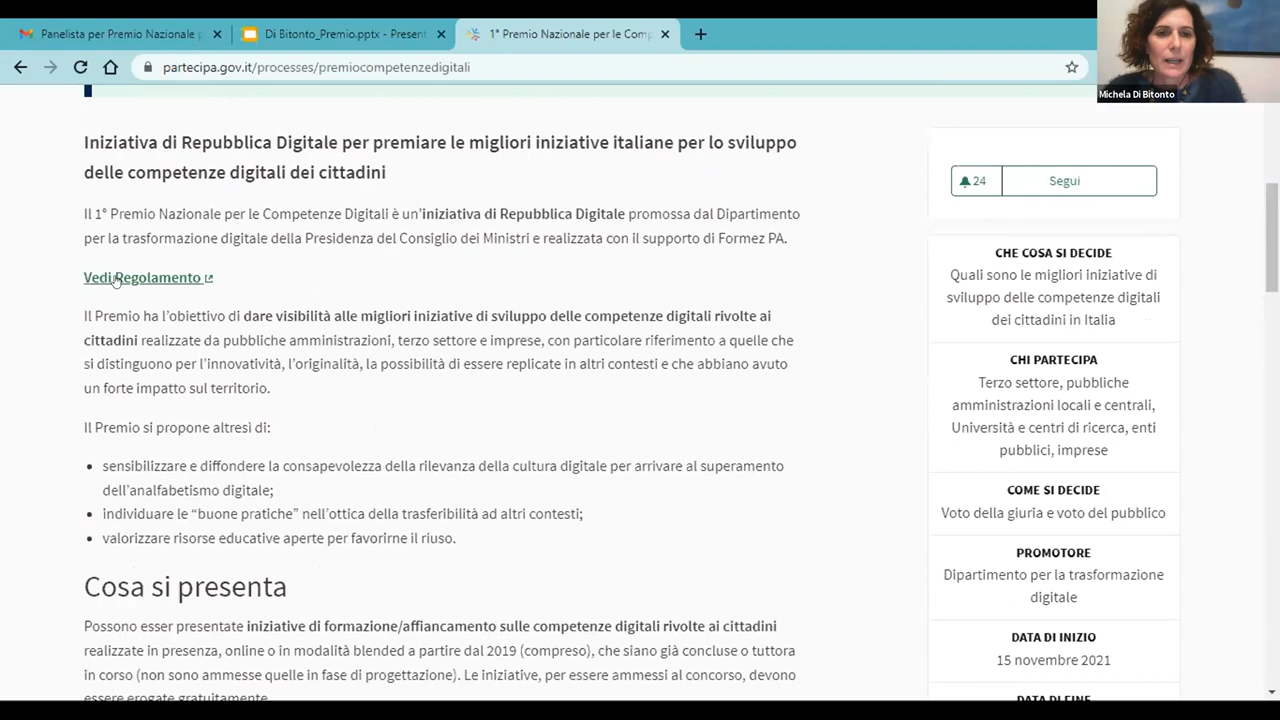 Panelista per Premio Nazionale p
Di Bitonto_Premio.pptx - Present
1° Premio Nazionale per le Comp
partecipa.gov.it/processes/premiocompetenzedigitali
Michela Di Bitonto
Iniziativa di Repubblica Digitale per premiare le migliori iniziative italiane per lo sviluppo
delle competenze digitali dei cittadini
Il 1° Premio Nazionale per le Competenze Digitali è un'iniziativa di Repubblica Digitale promossa dal Dipartimento
per la trasformazione digitale della Presidenza del Consiglio dei Ministri e realizzata con il supporto di Formez PA.
Vedi Regolamento
Il Premio ha l'obiettivo di dare visibilità alle migliori iniziative di sviluppo delle competenze digitali rivolte ai
cittadini realizzate da pubbliche amministrazioni, terzo settore e imprese, con particolare riferimento a quelle che
si distinguono per l'innovatività, l'originalità, la possibilità di essere replicate in altri contesti e che abbiano avuto
un forte impatto sul territorio.
Il Premio si propone altresì di:
sensibilizzare e diffondere la consapevolezza della rilevanza della cultura digitale per arrivare al superamento
dell'analfabetismo digitale;
individuare le “buone pratiche” nell'ottica della trasferibilità ad altri contesti;
valorizzare risorse educative aperte per favorirne il riuso.
Cosa si presenta
Possono esser presentate iniziative di formazione/affiancamento sulle competenze digitali rivolte ai cittadini
realizzate in presenza, online o in modalità blended a partire dal 2019 (compreso), che siano già concluse o tuttora
in corso (non sono ammesse quelle in fase di progettazione). Le iniziative, per essere ammessi al concorso, devono
essere erogate gratuitamente.
24 Segui
CHE COSA SI DECIDE
Quali sono le migliori iniziative di
sviluppo delle competenze digitali
dei cittadini in Italia
CHI PARTECIPA
Terzo settore, pubbliche
amministrazioni locali e centrali,
Università e centri di ricerca, enti
pubblici, imprese
COME SI DECIDE
Voto della giuria e voto del pubblico
PROMOTORE
Dipartimento per la trasformazione
digitale
DATA DI INIZIO
15 novembre 2021
DATA DI FINE